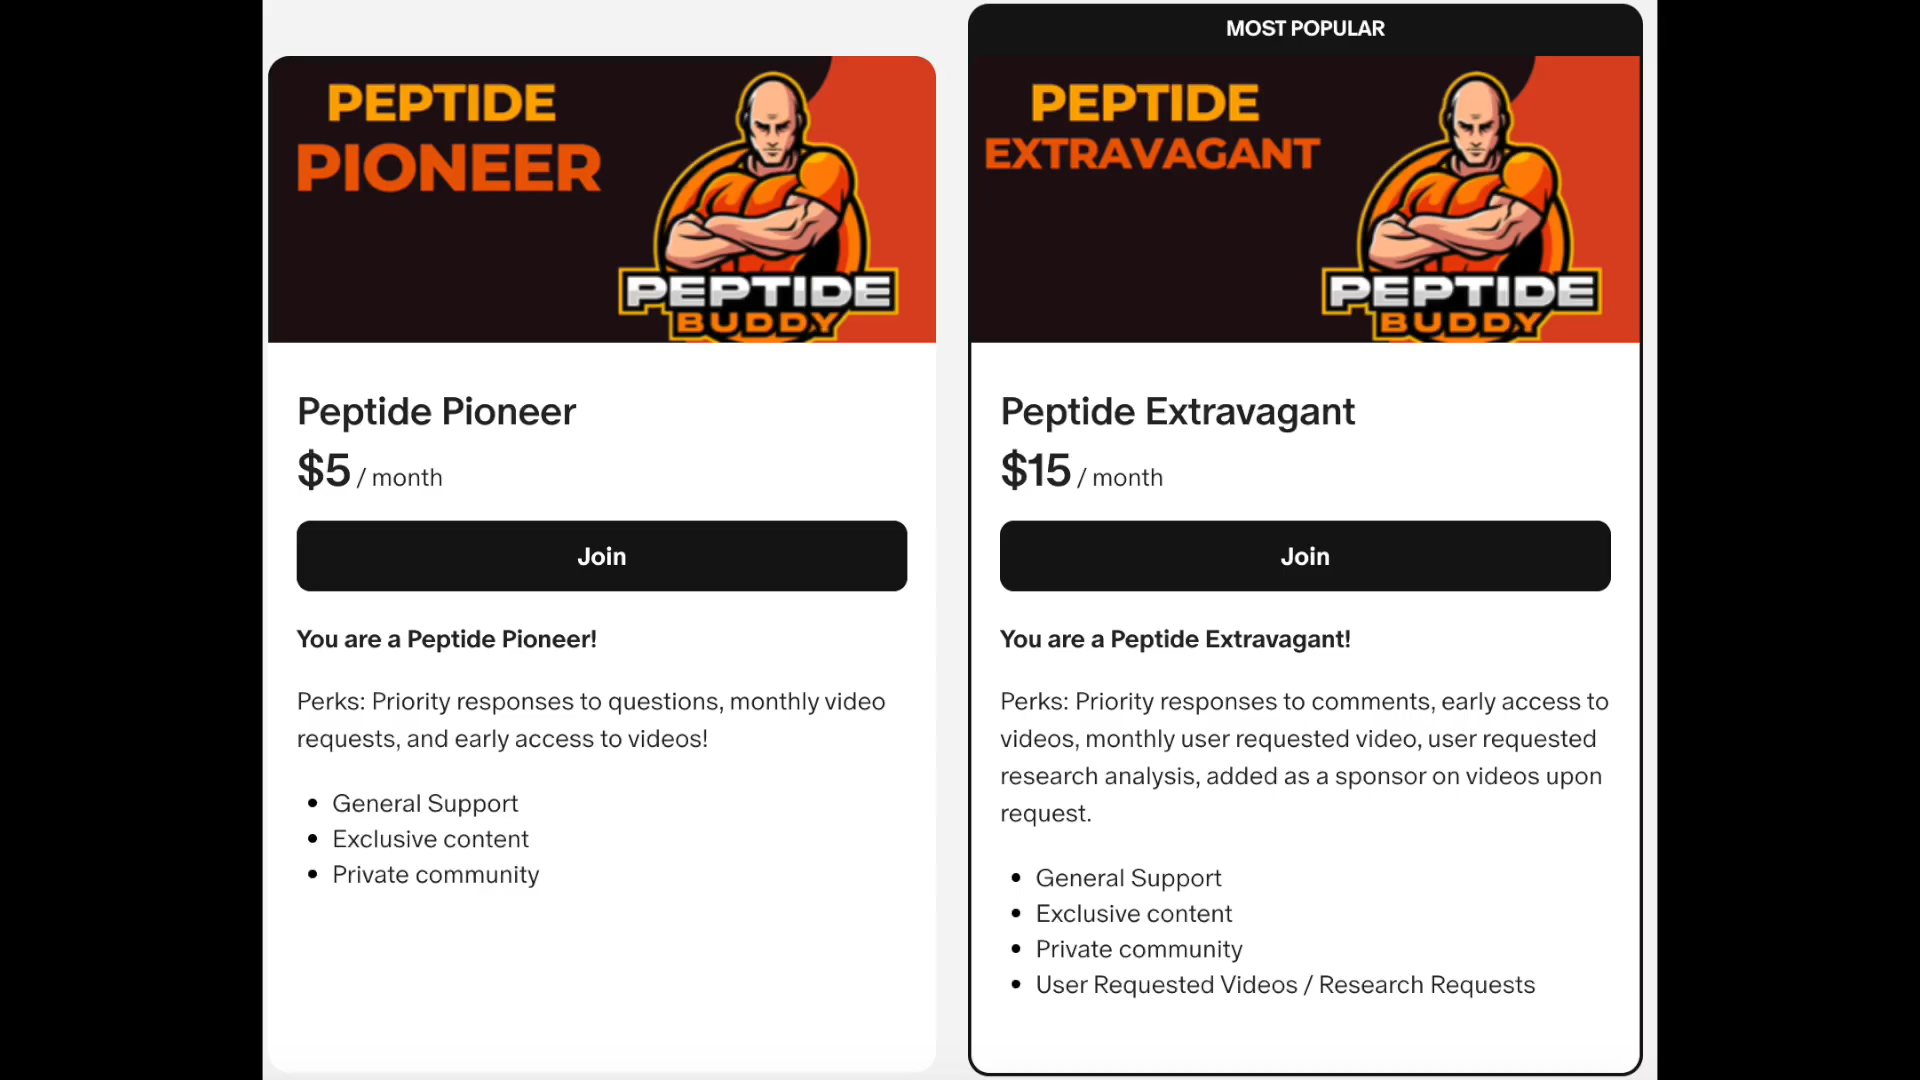 PEPTIDE
PIONEER
PEPTIDE
BUDDY
Peptide Pioneer
$5 / month
Join
You are a Peptide Pioneer!
Perks: Priority responses to questions, monthly video
requests, and early access to videos!
• General Support
• Exclusive content
• Private community
MOST POPULAR
PEPTIDE
EXTRAVAGANT
PEPTIDE
BUDDY
Peptide Extravagant
$15 / month
Join
You are a Peptide Extravagant!
Perks: Priority responses to comments, early access to
videos, monthly user requested video, user requested
research analysis, added as a sponsor on videos upon
request.
• General Support
• Exclusive content
• Private community
• User Requested Videos / Research Requests